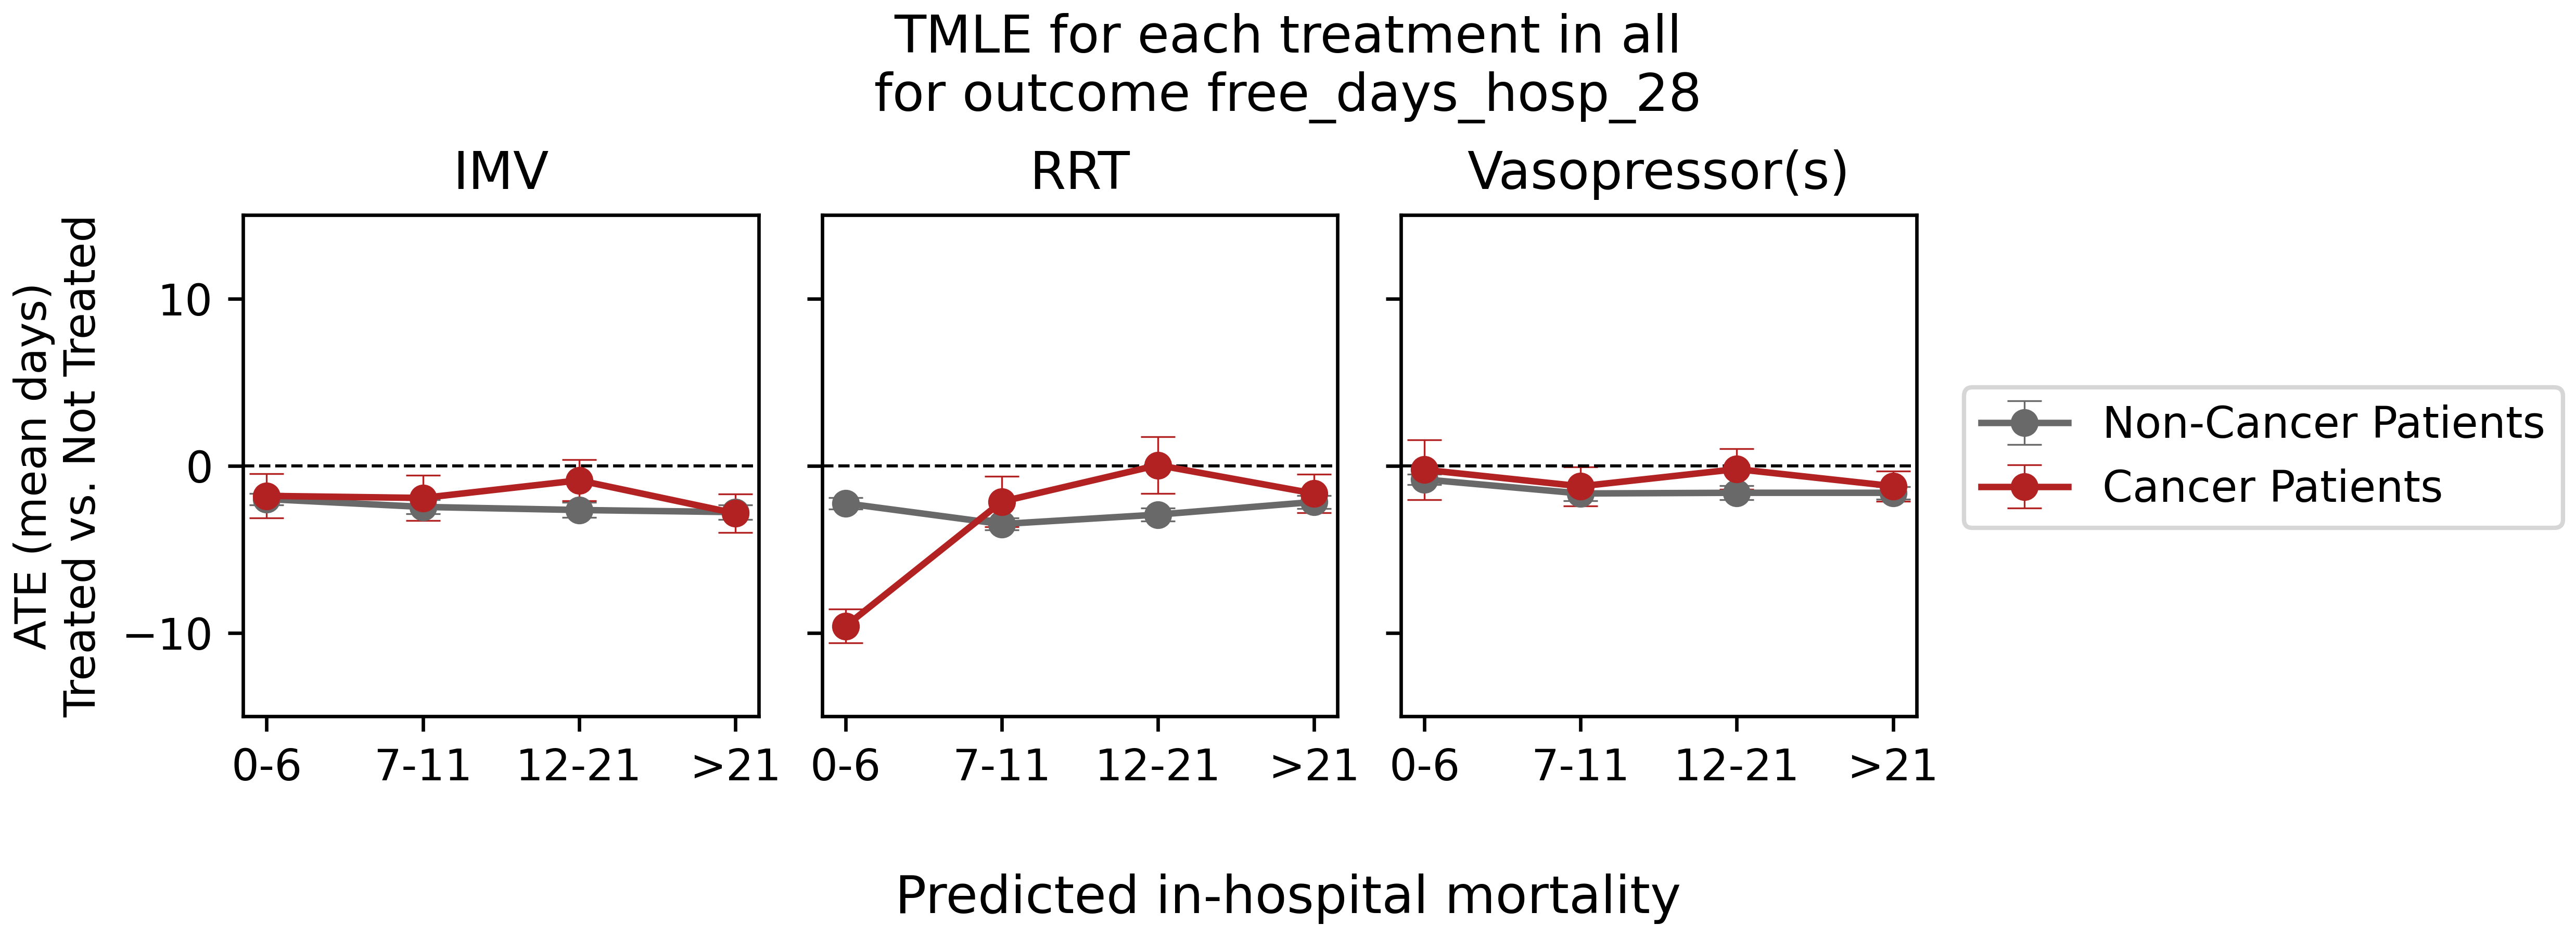 TMLE for each treatment in all
for outcome free_days_hosp_28
IMV
RRT
Vasopressor(s)
ATE (mean days)
Treated vs. Not Treated
10
0
−10
0-6
7-11
12-21
>21
0-6
7-11
12-21
>21
0-6
7-11
12-21
>21
Non-Cancer Patients
Cancer Patients
Predicted in-hospital mortality